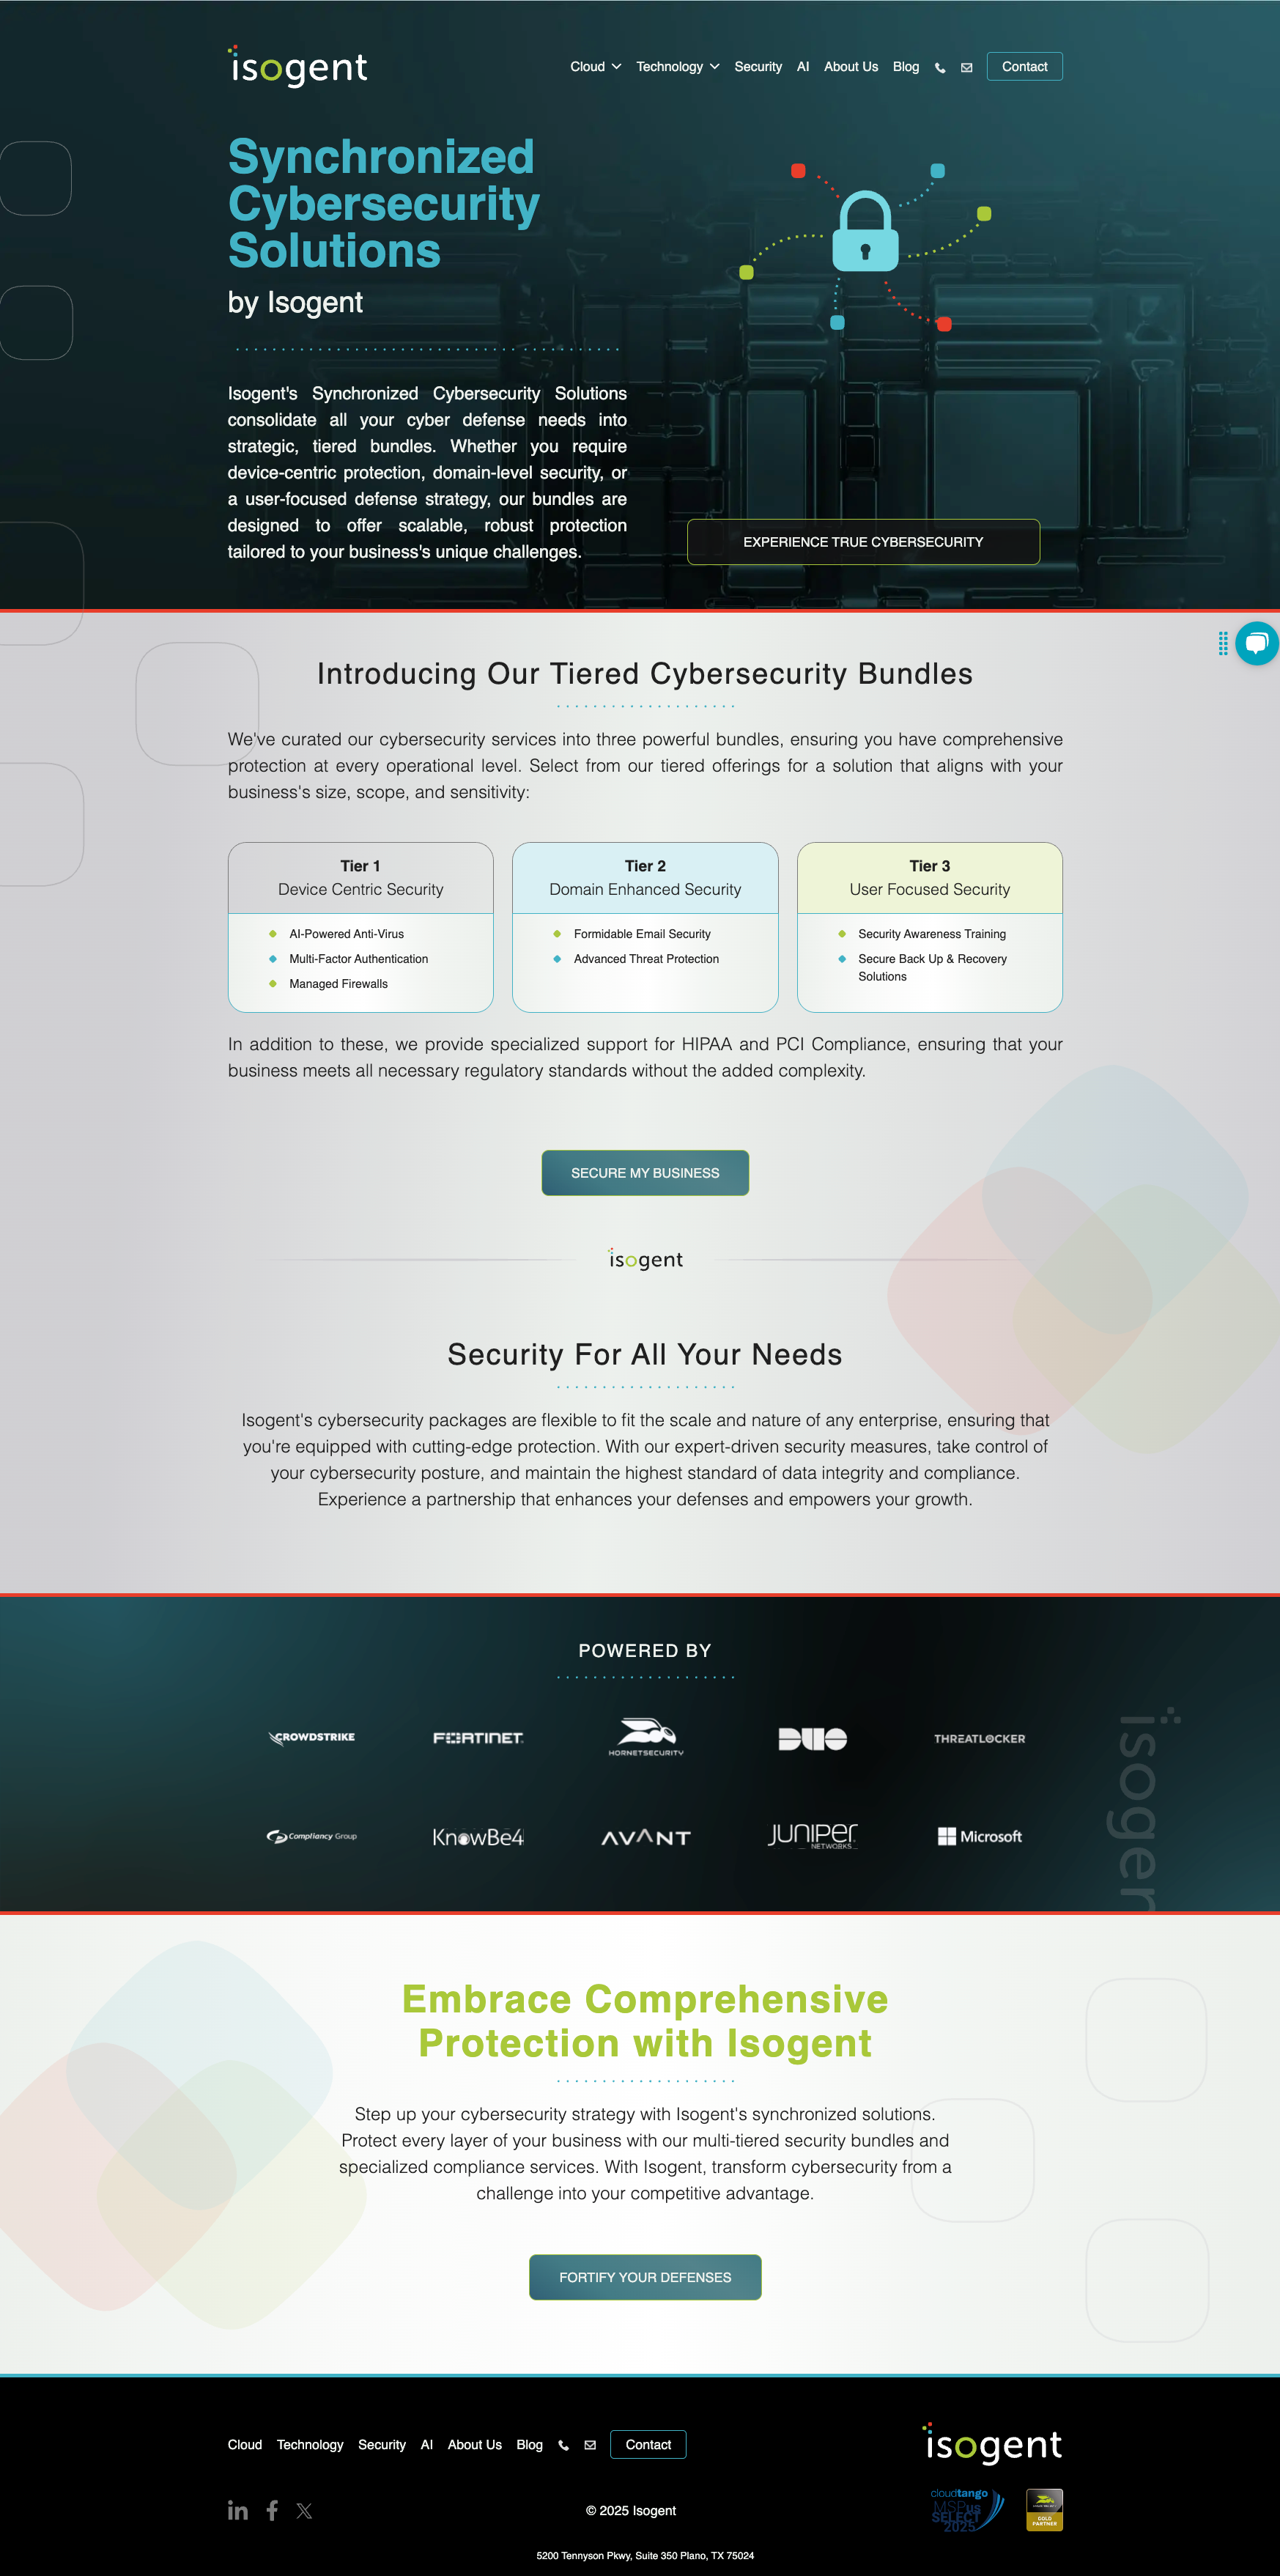 isogent
Cloud Technology Security AI About Us Blog Contact
Synchronized
Cybersecurity
Solutions
by Isogent
Isogent's Synchronized Cybersecurity Solutions
consolidate all your cyber defense needs into
strategic, tiered bundles. Whether you require
device-centric protection, domain-level security, or
a user-focused defense strategy, our bundles are
designed to offer scalable, robust protection
tailored to your business's unique challenges.
EXPERIENCE TRUE CYBERSECURITY
Introducing Our Tiered Cybersecurity Bundles
We've curated our cybersecurity services into three powerful bundles, ensuring you have comprehensive
protection at every operational level. Select from our tiered offerings for a solution that aligns with your
business's size, scope, and sensitivity:
Tier 1
Device Centric Security
AI-Powered Anti-Virus
Multi-Factor Authentication
Managed Firewalls
Tier 2
Domain Enhanced Security
Formidable Email Security
Advanced Threat Protection
Tier 3
User Focused Security
Security Awareness Training
Secure Back Up & Recovery
Solutions
In addition to these, we provide specialized support for HIPAA and PCI Compliance, ensuring that your
business meets all necessary regulatory standards without the added complexity.
SECURE MY BUSINESS
isogent
Security For All Your Needs
Isogent's cybersecurity packages are flexible to fit the scale and nature of any enterprise, ensuring that
you're equipped with cutting-edge protection. With our expert-driven security measures, take control of
your cybersecurity posture, and maintain the highest standard of data integrity and compliance.
Experience a partnership that enhances your defenses and empowers your growth.
POWERED BY
CROWDSTRIKE
FORTINET
HORNETSECURITY
DUO
THREATLOCKER
Compliancy Group
KnowBe4
AVANT
JUNIPER
NETWORKS
Microsoft
isogen
Embrace Comprehensive
Protection with Isogent
Step up your cybersecurity strategy with Isogent's synchronized solutions.
Protect every layer of your business with our multi-tiered security bundles and
specialized compliance services. With Isogent, transform cybersecurity from a
challenge into your competitive advantage.
FORTIFY YOUR DEFENSES
Cloud Technology Security AI About Us Blog Contact
isogent
© 2025 Isogent
cloudtango
MSP US
SELECT
2025
GOLD
PARTNER
5200 Tennyson Pkwy, Suite 350 Plano, TX 75024